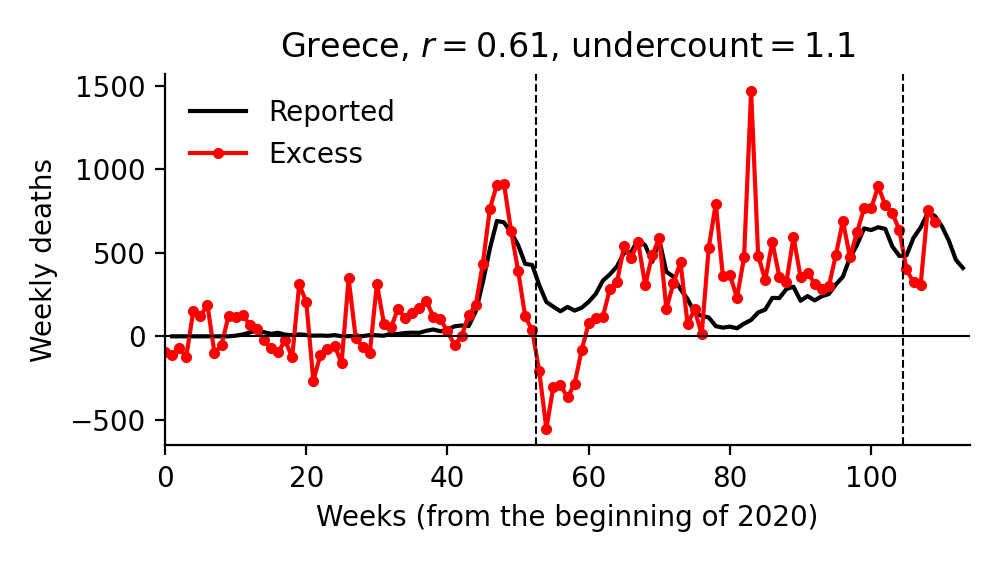 Greece, r = 0.61, undercount = 1.1
1500
1000
500
0
−500
Reported
Excess
Weekly deaths
0 20 40 60 80 100
Weeks (from the beginning of 2020)